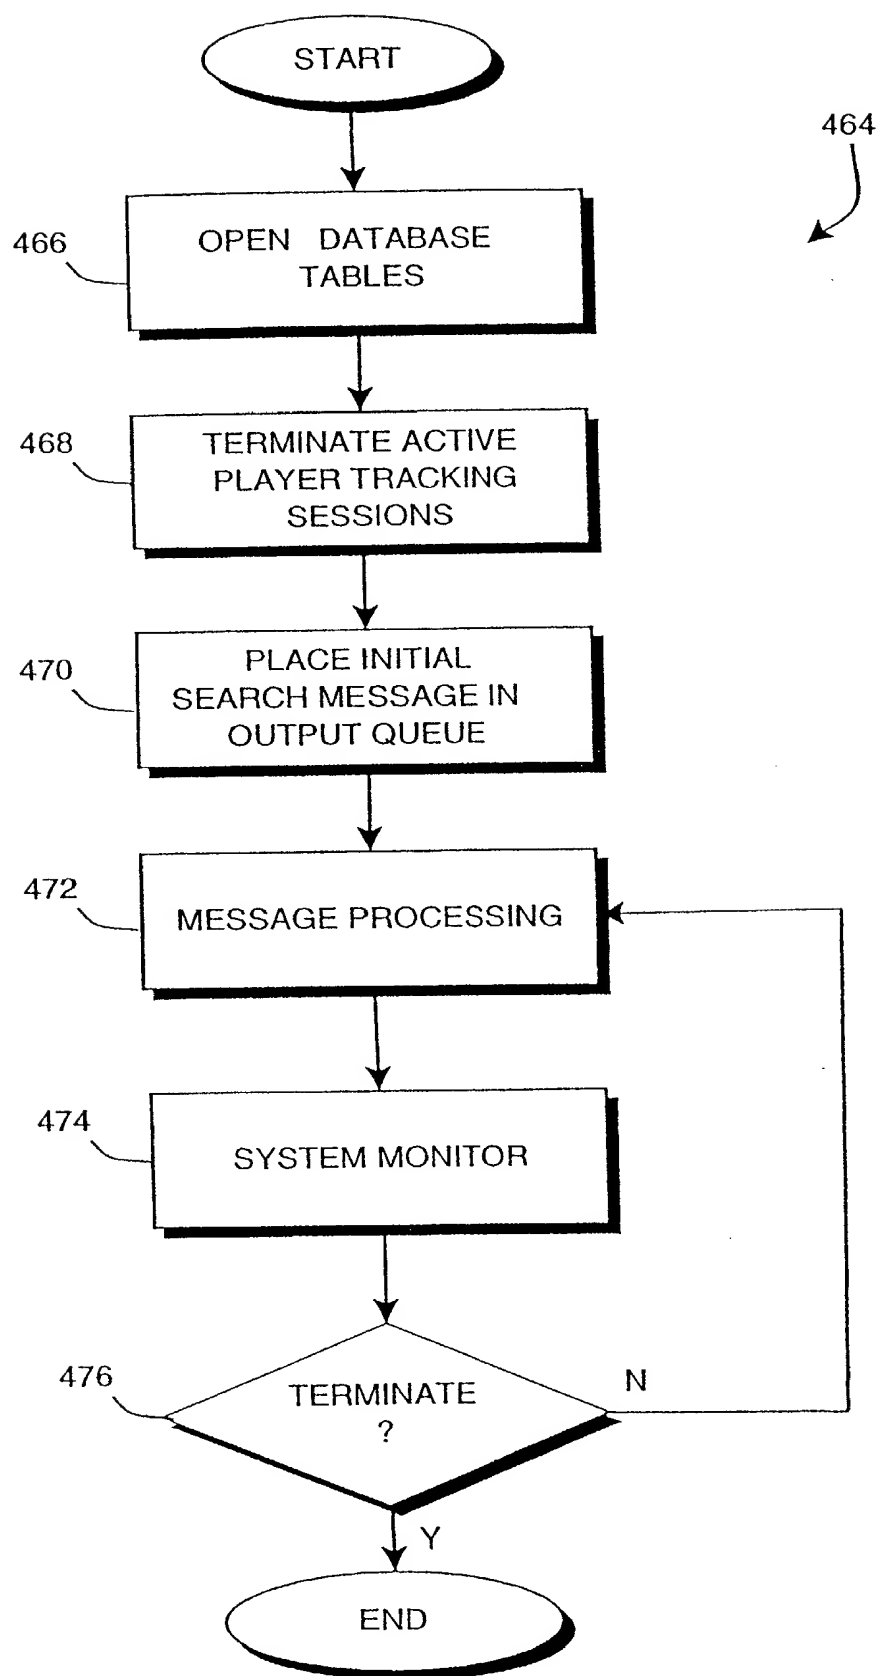 START
464
466
OPEN DATABASE
TABLES
468
TERMINATE ACTIVE
PLAYER TRACKING
SESSIONS
470
PLACE INITIAL
SEARCH MESSAGE IN
OUTPUT QUEUE
472
MESSAGE PROCESSING
474
SYSTEM MONITOR
476
TERMINATE
?
N
Y
END